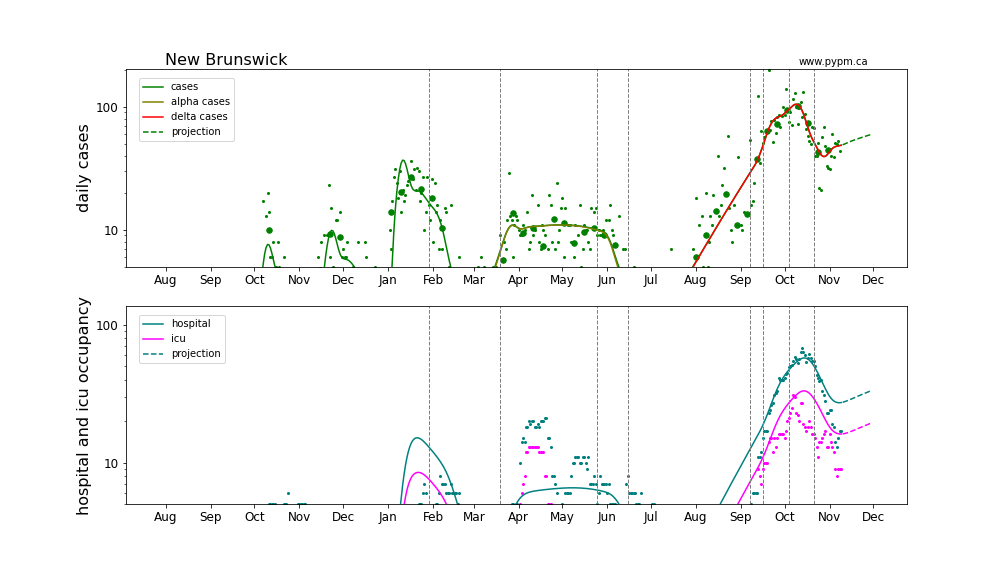 New Brunswick
www.pypm.ca
daily cases
100
10
cases
alpha cases
delta cases
projection
Aug Sep Oct Nov Dec Jan Feb Mar Apr May Jun Jul Aug Sep Oct Nov Dec
hospital and icu occupancy
100
10
hospital
icu
projection
Aug Sep Oct Nov Dec Jan Feb Mar Apr May Jun Jul Aug Sep Oct Nov Dec